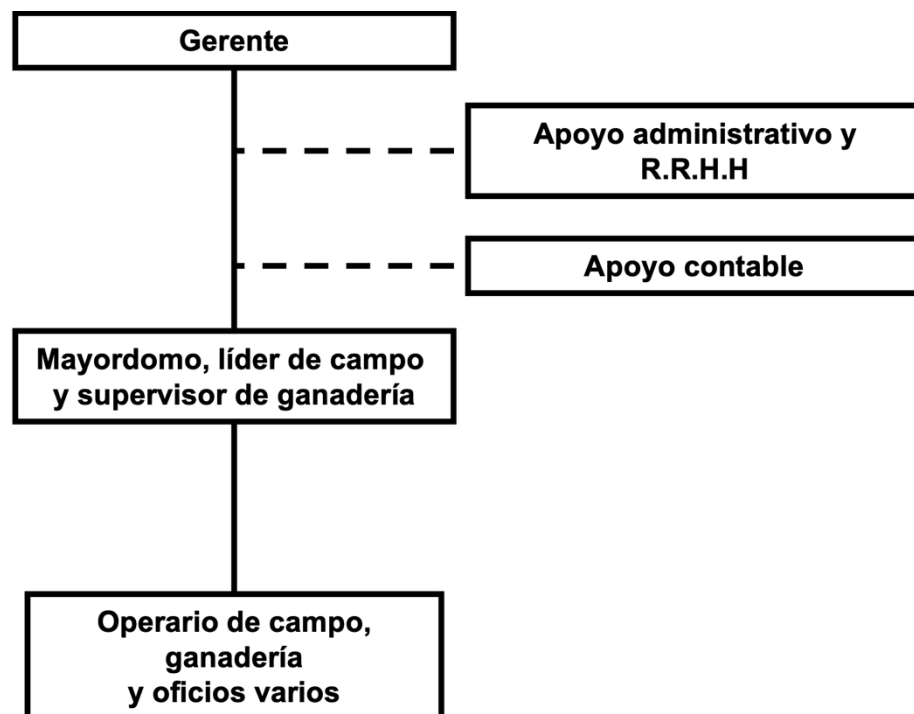 Gerente
Apoyo administrativo y
R.R.H.H
Apoyo contable
Mayordomo, líder de campo
y supervisor de ganadería
Operario de campo,
ganadería
y oficios varios